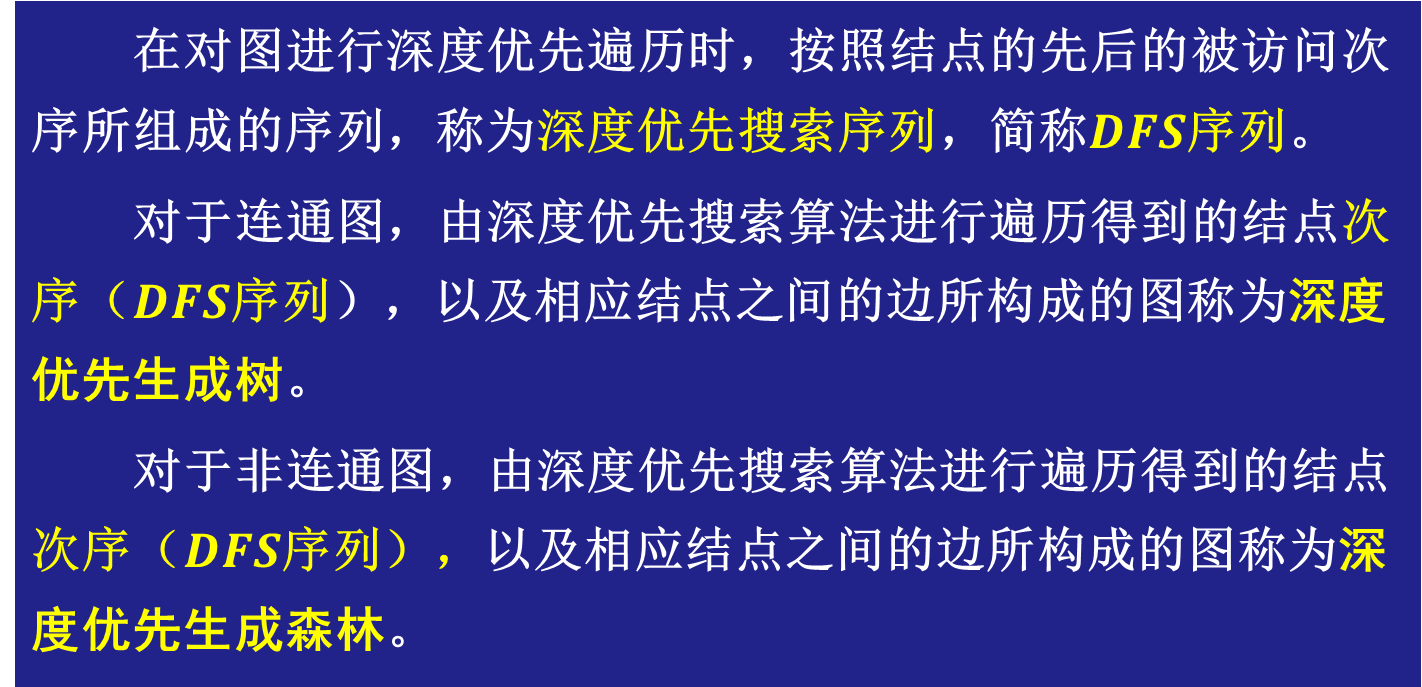 在对图进行深度优先遍历时，按照结点的先后的被访问次
序所组成的序列，称为深度优先搜索序列，简称DFS序列。
对于连通图，由深度优先搜索算法进行遍历得到的结点次
序（DFS序列），以及相应结点之间的边所构成的图称为深度
优先生成树。
对于非连通图，由深度优先搜索算法进行遍历得到的结点
次序（DFS序列），以及相应结点之间的边所构成的图称为深
度优先生成森林。